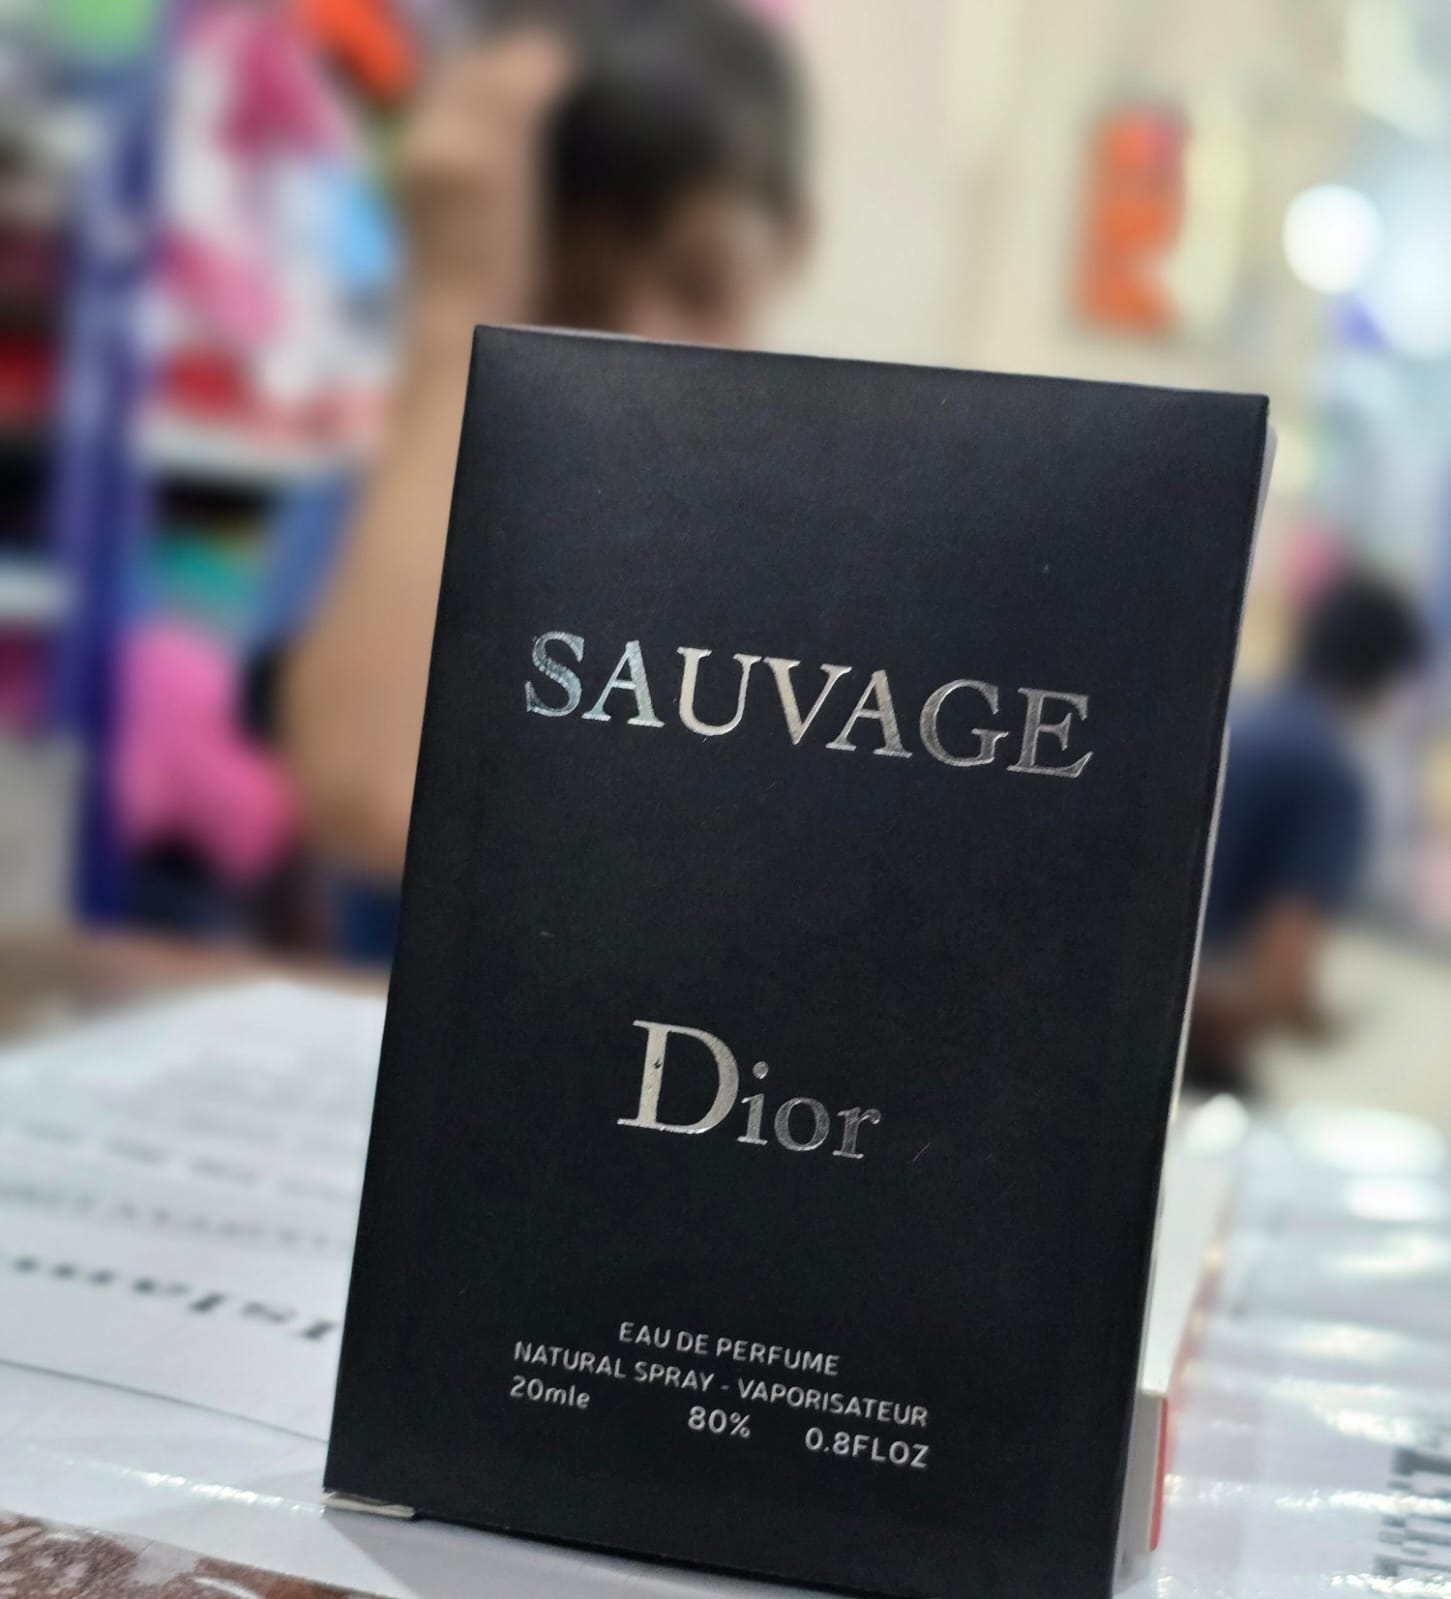 SAUVAGE
Dior
EAU DE PERFUME
NATURAL SPRAY - VAPORISATEUR
20mle 80% 0.8FLOZ